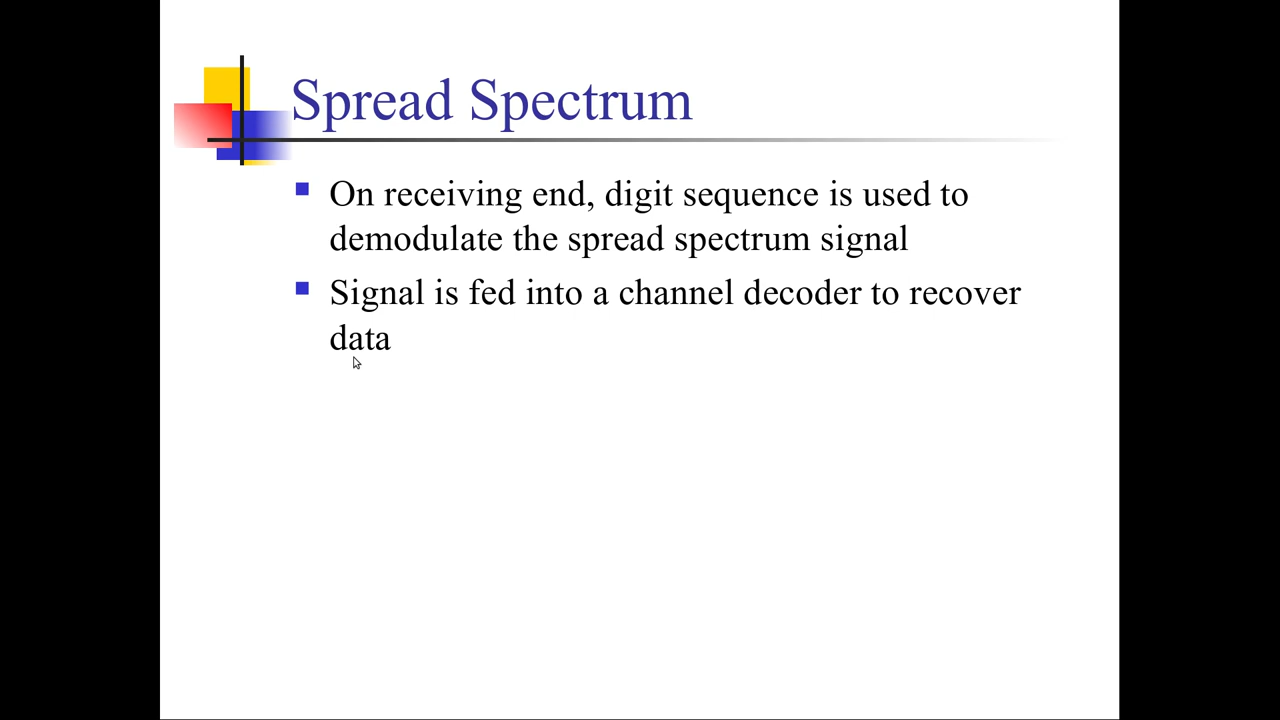 Spread Spectrum
On receiving end, digit sequence is used to
demodulate the spread spectrum signal
Signal is fed into a channel decoder to recover
data